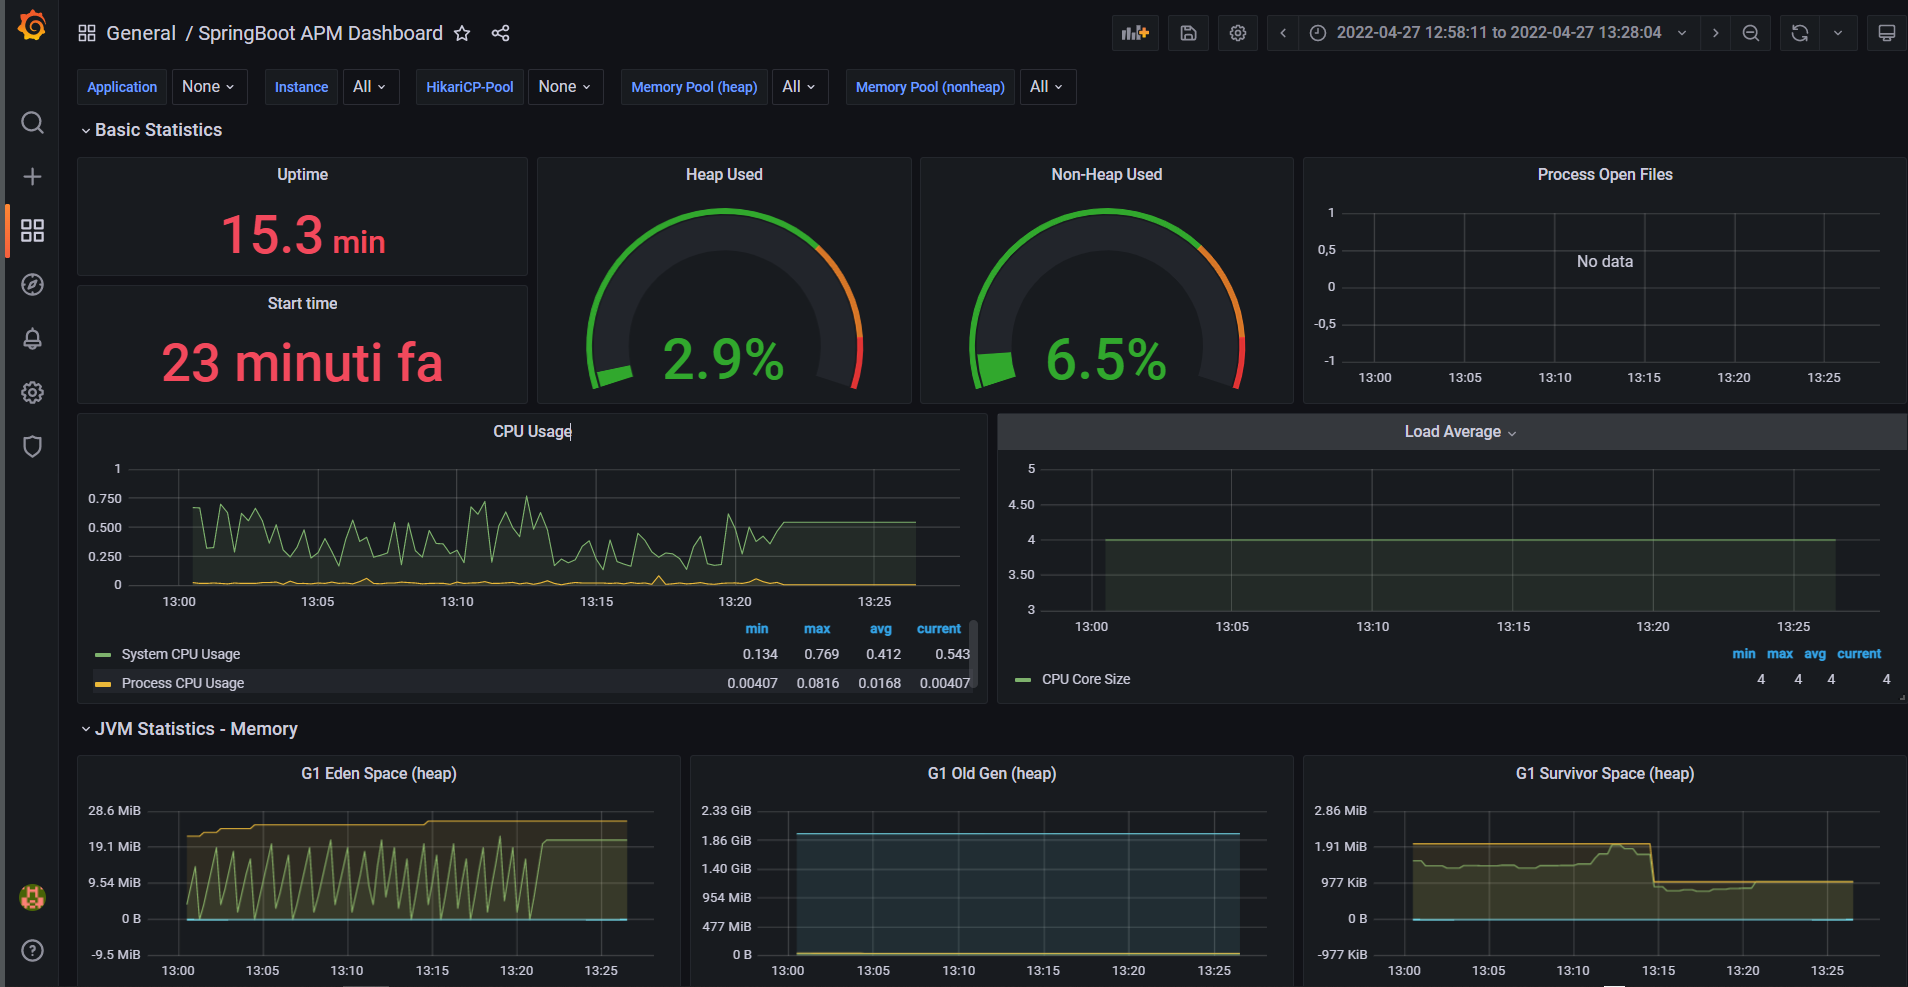 General / SpringBoot APM Dashboard
2022-04-27 12:58:11 to 2022-04-27 13:28:04
Application None Instance All HikariCP-Pool None Memory Pool (heap) All Memory Pool (nonheap) All
Basic Statistics
Uptime
15.3 min
Start time
23 minuti fa
Heap Used
2.9%
Non-Heap Used
6.5%
Process Open Files
1
0,5
0
-0,5
-1
No data
13:00 13:05 13:10 13:15 13:20 13:25
CPU Usage
1
0.750
0.500
0.250
0
13:00 13:05 13:10 13:15 13:20 13:25
min max avg current
System CPU Usage 0.134 0.769 0.412 0.543
Process CPU Usage 0.00407 0.0816 0.0168 0.00407
Load Average
5
4.50
4
3.50
3
13:00 13:05 13:10 13:15 13:20 13:25
min max avg current
CPU Core Size 4 4 4 4
JVM Statistics - Memory
G1 Eden Space (heap)
28.6 MiB
19.1 MiB
9.54 MiB
0 B
-9.5 MiB
13:00 13:05 13:10 13:15 13:20 13:25
G1 Old Gen (heap)
2.33 GiB
1.86 GiB
1.40 GiB
954 MiB
477 MiB
0 B
13:00 13:05 13:10 13:15 13:20 13:25
G1 Survivor Space (heap)
2.86 MiB
1.91 MiB
977 KiB
0 B
-977 KiB
13:00 13:05 13:10 13:15 13:20 13:25